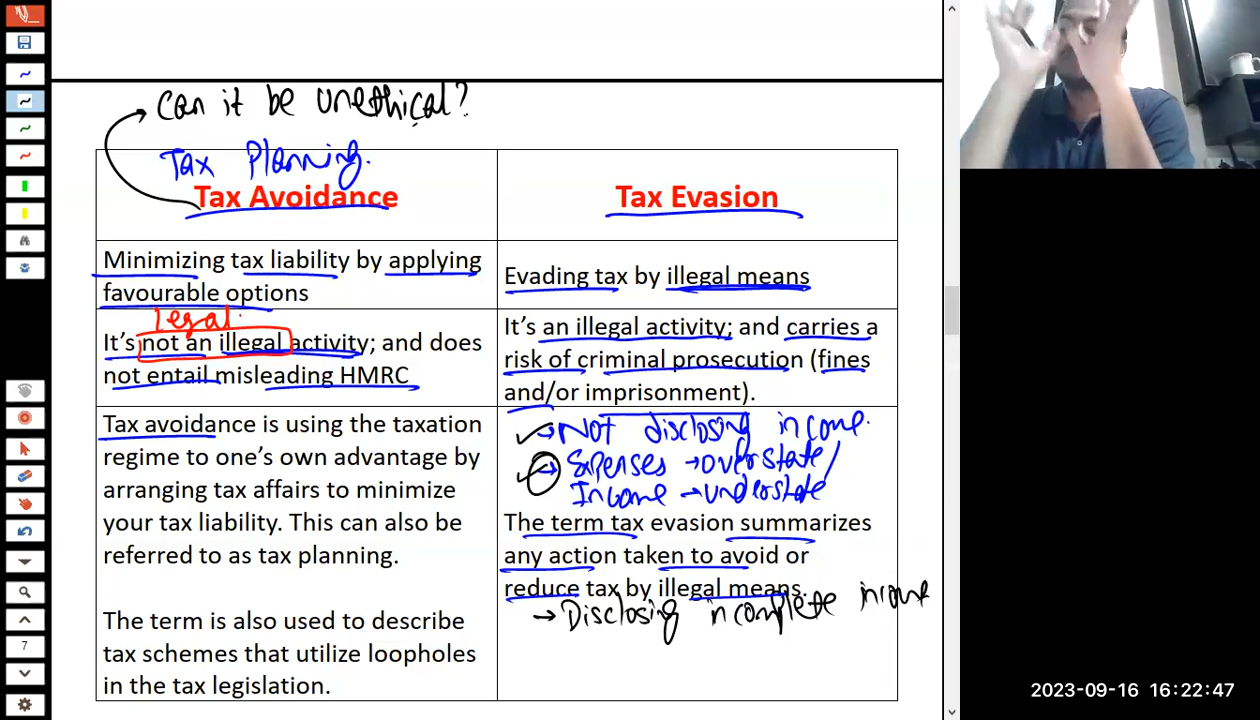 Can it be unethical?
Tax Planning.
Tax Avoidance
Tax Evasion
Minimizing tax liability by applying
favourable options
Evading tax by illegal means
legal.
It's not an illegal activity; and does
not entail misleading HMRC
It's an illegal activity; and carries a
risk of criminal prosecution (fines
and/or imprisonment).
Tax avoidance is using the taxation
regime to one's own advantage by
arranging tax affairs to minimize
your tax liability. This can also be
referred to as tax planning.
The term is also used to describe
tax schemes that utilize loopholes
in the tax legislation.
→ Not disclosing income.
→ Expenses → overstate/
Income → understate
The term tax evasion summarizes
any action taken to avoid or
reduce tax by illegal means.
→ Disclosing incomplete income
7
2023-09-16 16:22:47